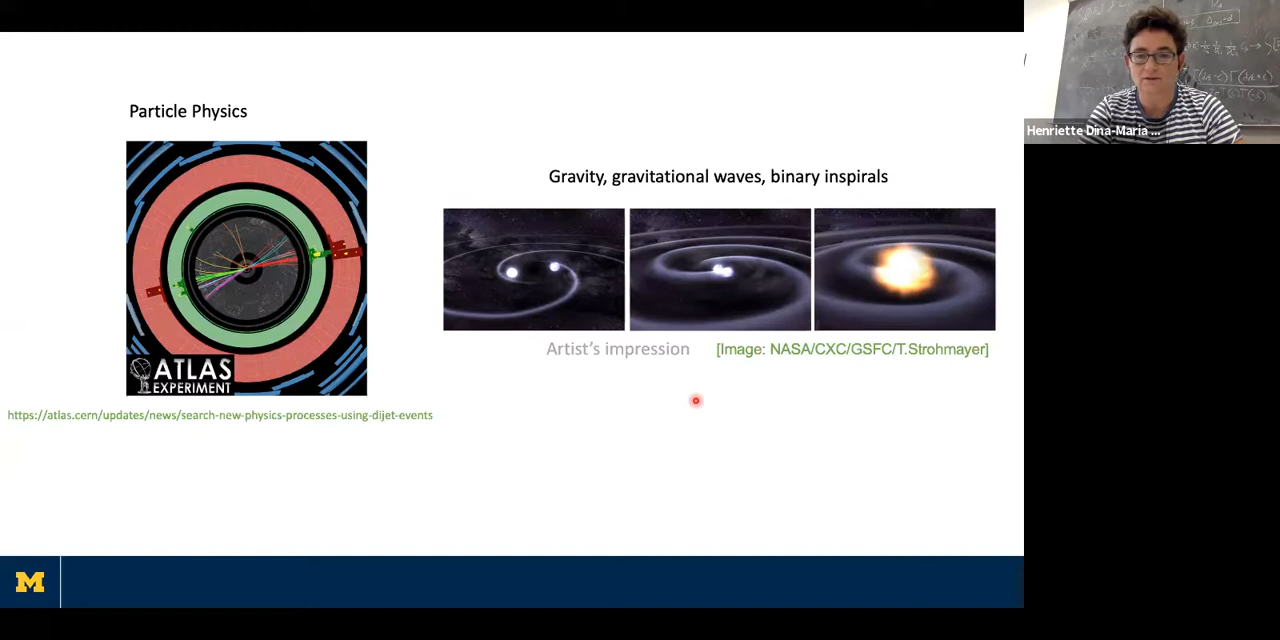 Particle Physics
ATLAS
EXPERIMENT
https://atlas.cern/updates/news/search-new-physics-processes-using-dijet-events
Gravity, gravitational waves, binary inspirals
Artist's impression [Image: NASA/CXC/GSFC/T.Strohmayer]
M
Henriette Dina-Maria ...